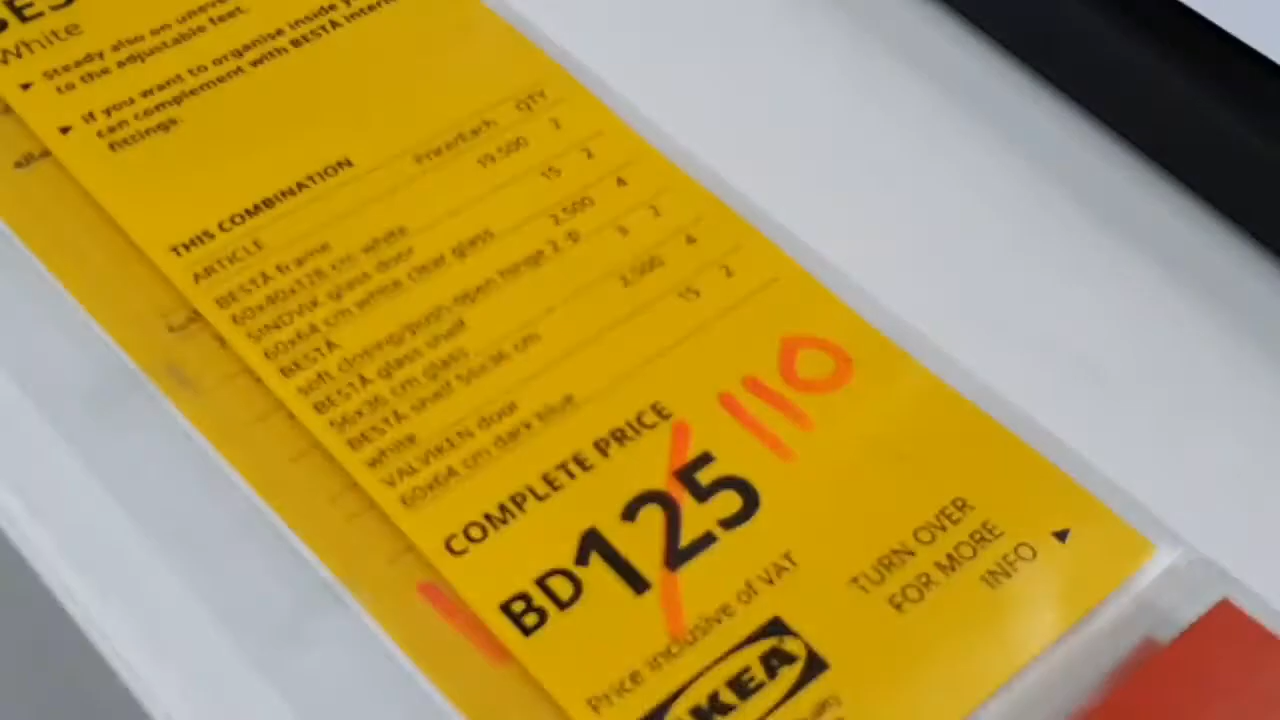 White
▸ Steady also on uneven
to the adjustable feet.
▸ If you want to organise inside
can complement with BESTÅ
fittings.
THIS COMBINATION
ARTICLE Price/Each QTY
BESTÅ frame 19.500 2
60x40x128 cm white
SINDVIK glass door 15 2
60x64 cm white clear glass
BESTÅ 2.500 4
soft closing/push-open hinge 2-p
BESTÅ glass shelf 3 2
56x36 cm glass
BESTÅ shelf 56x36 cm 2.500 4
white
VALVIKEN door 15 2
60x64 cm dark blue
COMPLETE PRICE
110
BD125
Price inclusive of VAT
TURN OVER
FOR MORE
INFO ▸
IKEA